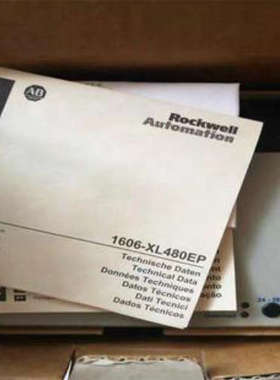 AB
Rockwell
Automation
1606-XL480EP
Technische Daten
Technical Data
Données Techniques
Datos Técnicos
Dati Tecnici
Dados Técnicos